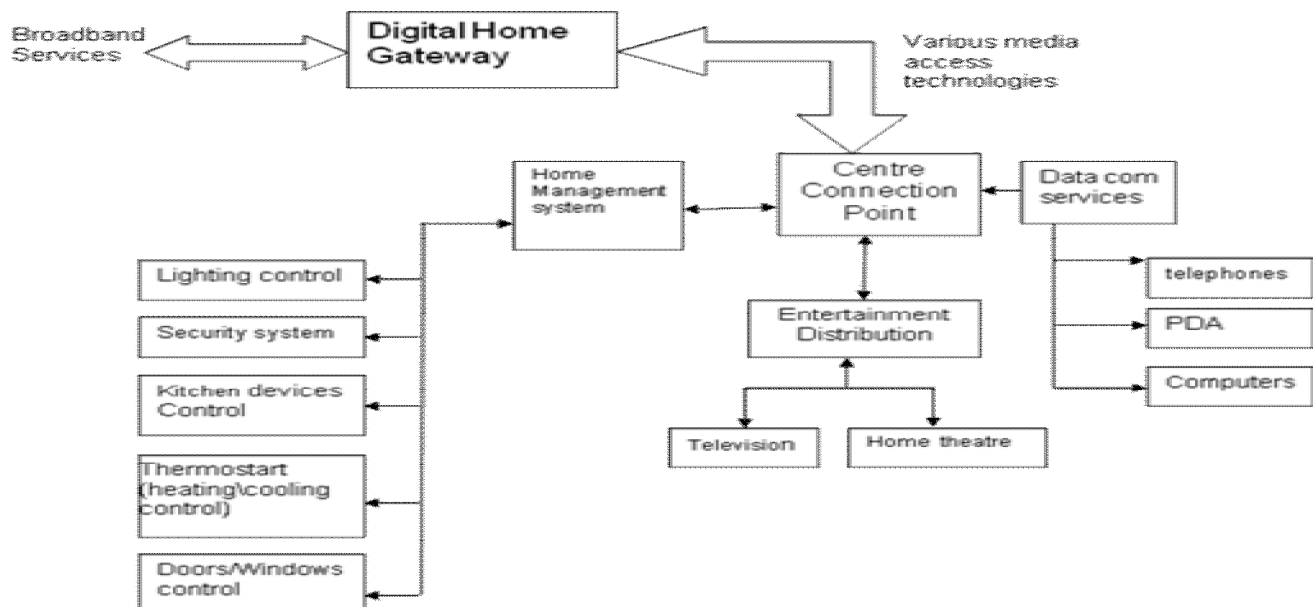 Broadband
Services
Digital Home
Gateway
Various media
access
technologies
Home
Management
system
Centre
Connection
Point
Data com
services
Lighting control
Security system
Kitchen devices
Control
Thermostart
(heating\cooling
control)
Doors/Windows
control
Entertainment
Distribution
Television
Home theatre
telephones
PDA
Computers